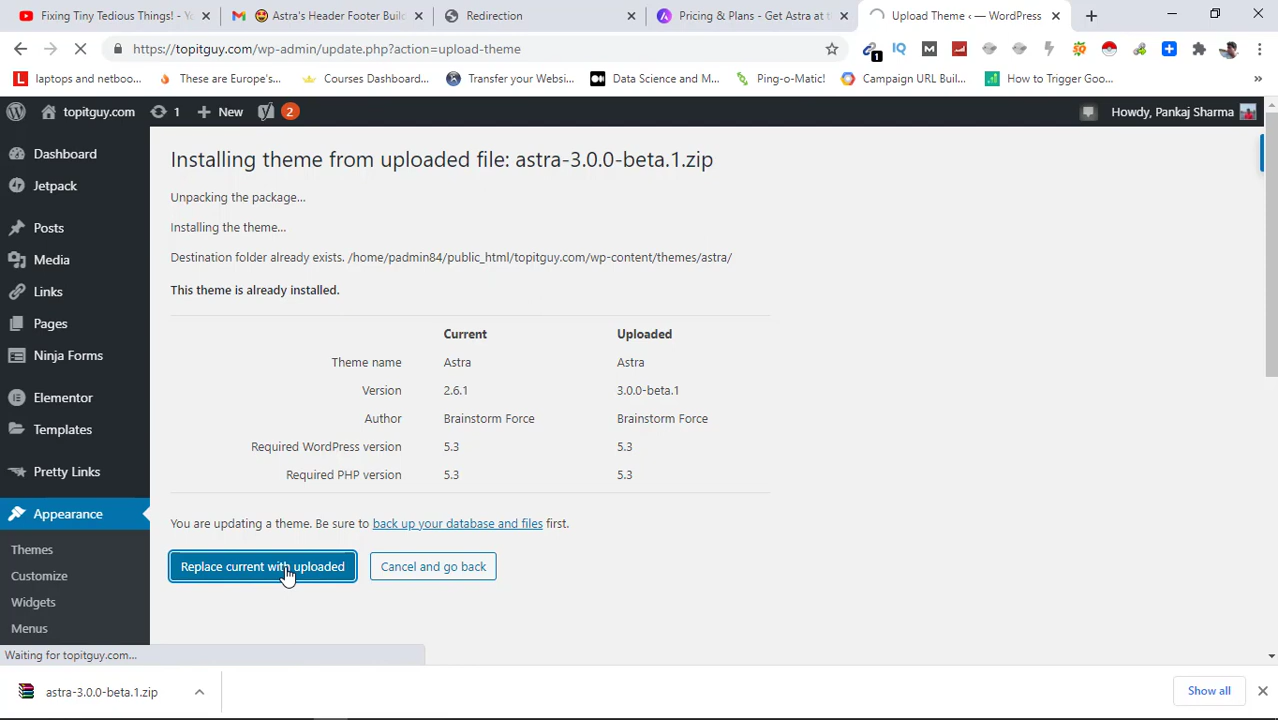 Fixing Tiny Tedious Things! - Yo
Astra's Header Footer Buil
Redirection
Pricing & Plans - Get Astra at t
Upload Theme ‹ — WordPress
https://topitguy.com/wp-admin/update.php?action=upload-theme
1
IQ
laptops and netboo...
These are Europe's...
Courses Dashboard...
Transfer your Websi...
Data Science and M...
Ping-o-Matic!
Campaign URL Buil...
How to Trigger Goo...
»
topitguy.com
1
New
2
Howdy, Pankaj Sharma
Dashboard
Jetpack
Posts
Media
Links
Pages
Ninja Forms
Elementor
Templates
Pretty Links
Appearance
Themes
Customize
Widgets
Menus
Installing theme from uploaded file: astra-3.0.0-beta.1.zip
Unpacking the package...
Installing the theme...
Destination folder already exists. /home/padmin84/public_html/topitguy.com/wp-content/themes/astra/
This theme is already installed.
Current Uploaded
Theme name Astra Astra
Version 2.6.1 3.0.0-beta.1
Author Brainstorm Force Brainstorm Force
Required WordPress version 5.3 5.3
Required PHP version 5.3 5.3
You are updating a theme. Be sure to back up your database and files first.
Replace current with uploaded
Cancel and go back
Waiting for topitguy.com...
astra-3.0.0-beta.1.zip
Show all